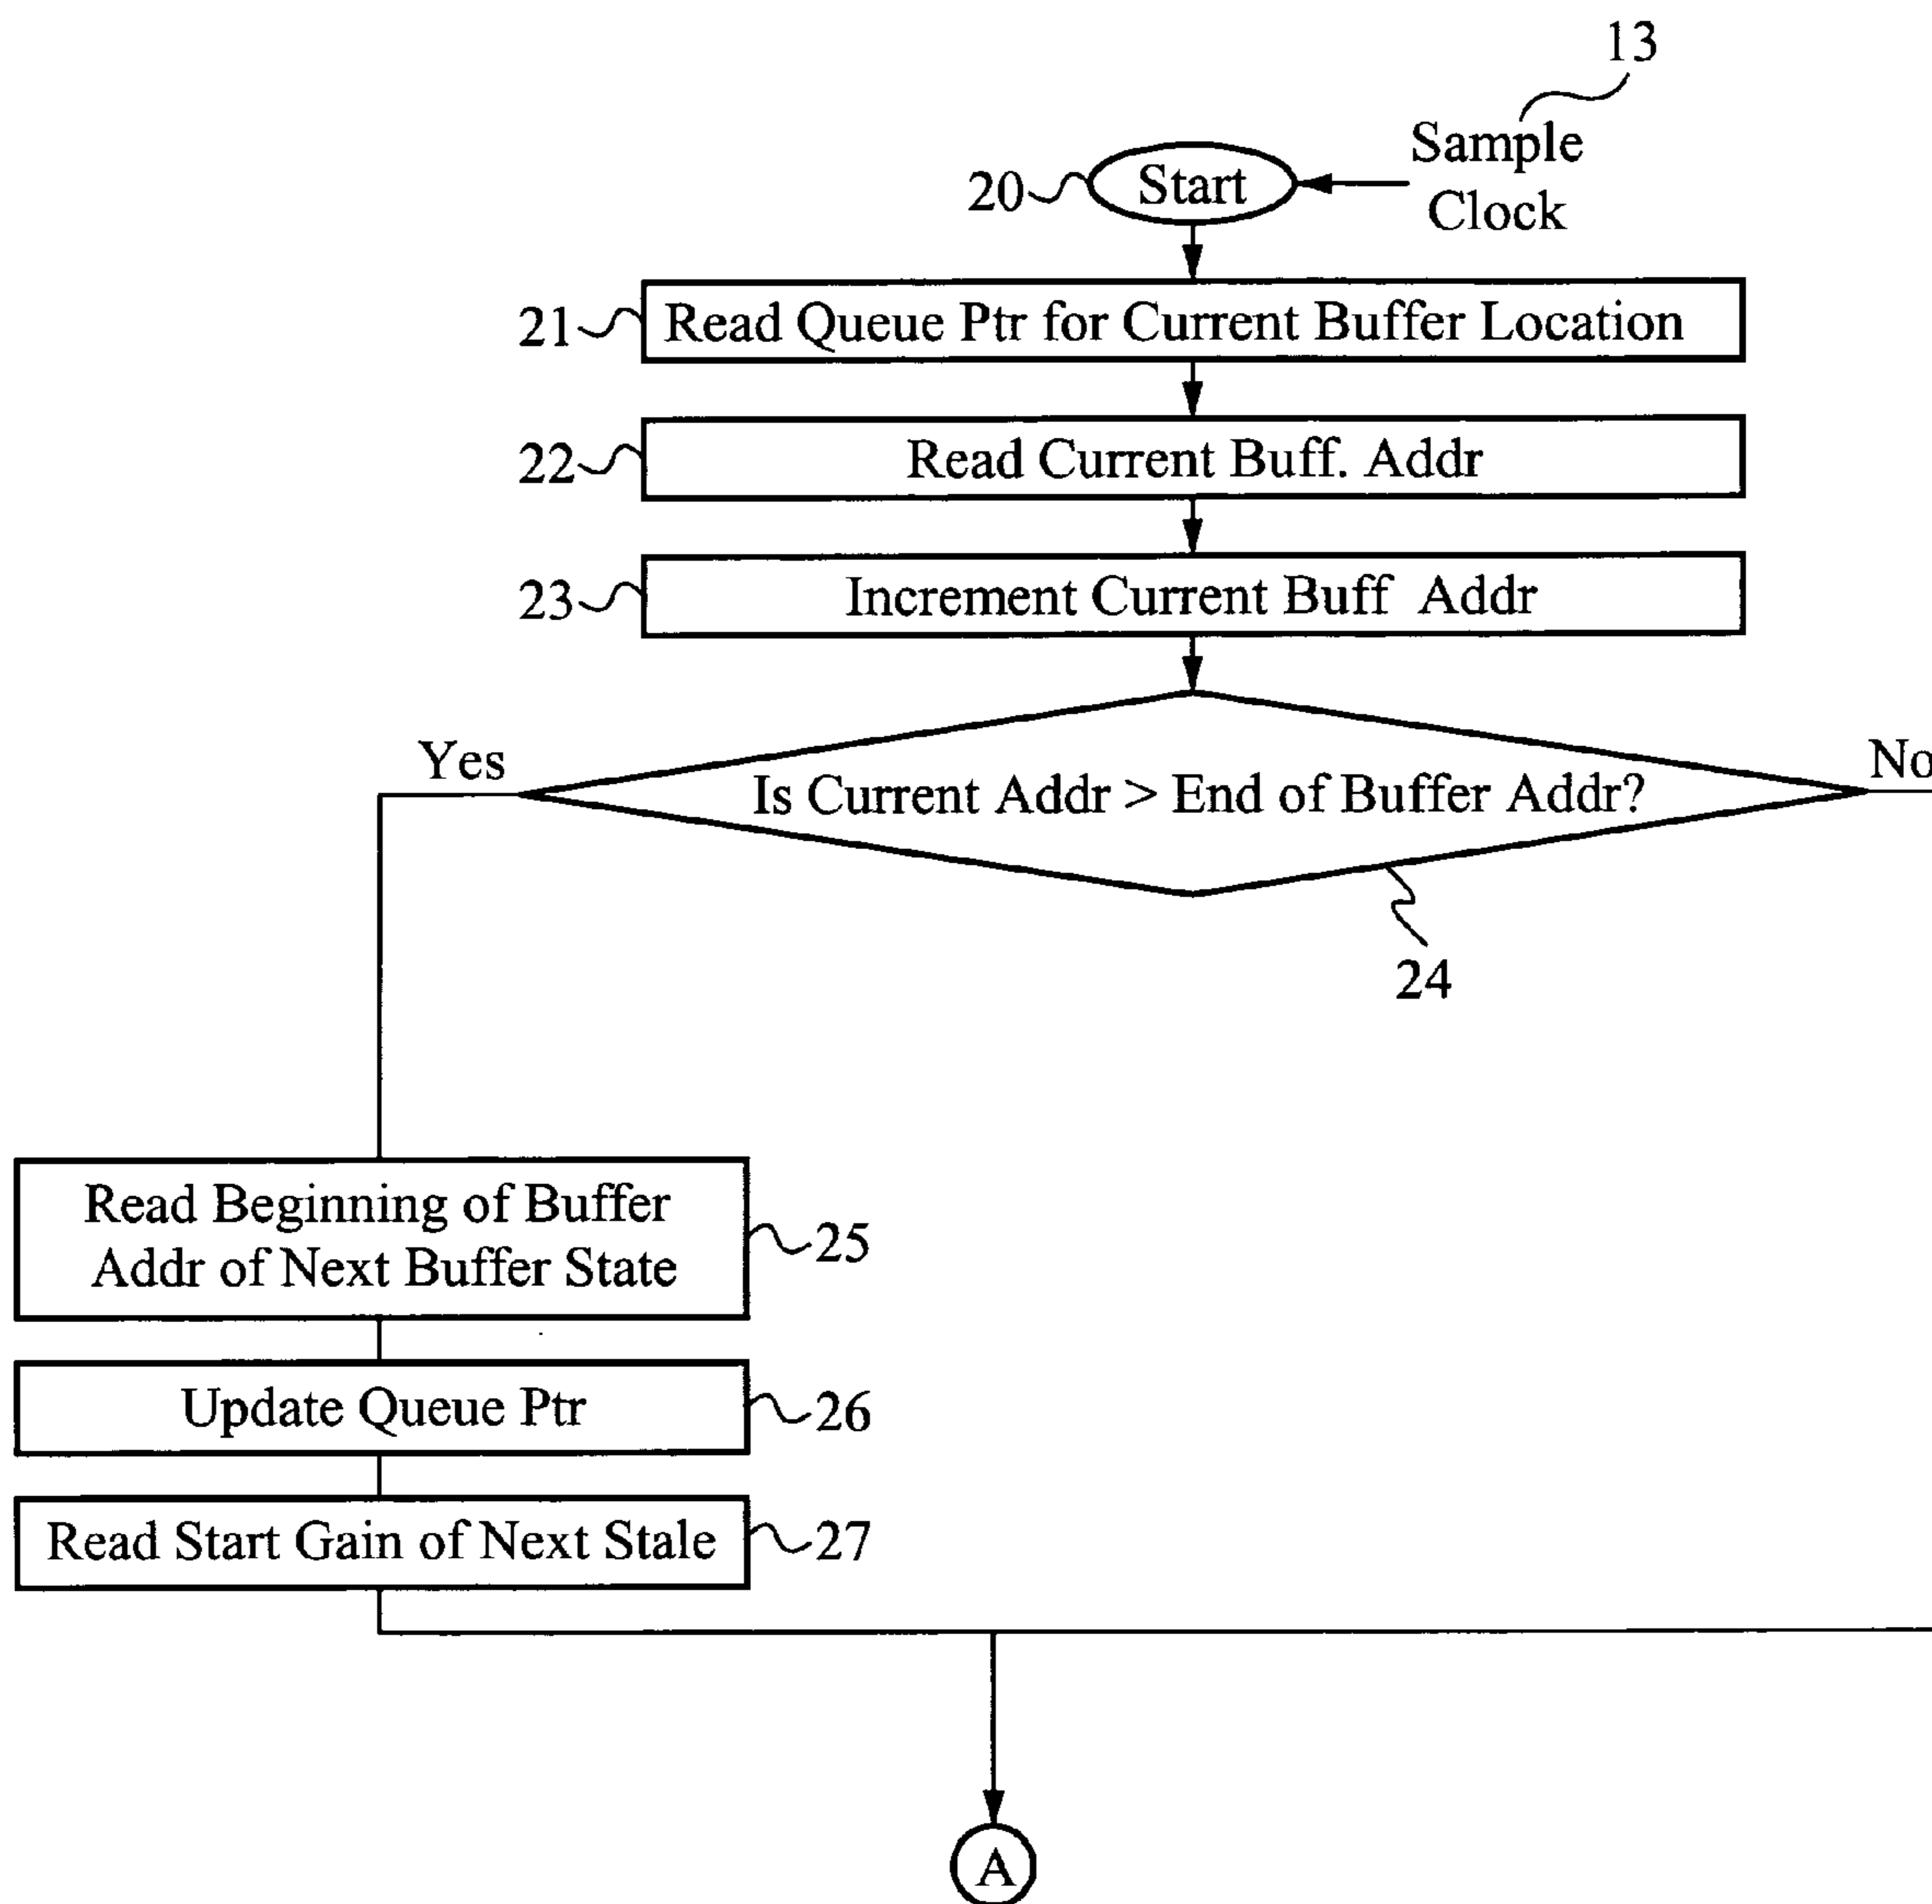 13
Sample
Clock
20
Start
21
Read Queue Ptr for Current Buffer Location
22
Read Current Buff. Addr
23
Increment Current Buff Addr
Yes
No
Is Current Addr > End of Buffer Addr?
24
Read Beginning of Buffer
Addr of Next Buffer State
25
Update Queue Ptr
26
Read Start Gain of Next Stale
27
A